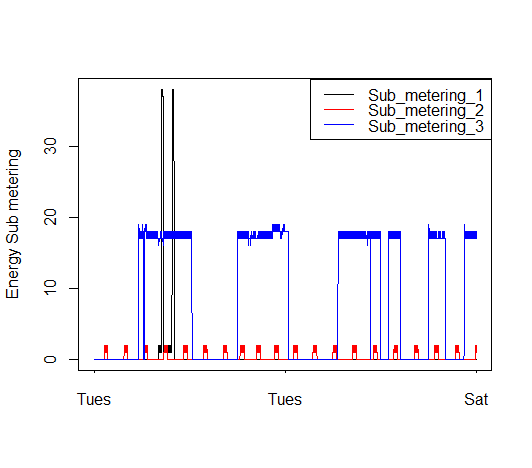 Sub_metering_1
Sub_metering_2
Sub_metering_3
Energy Sub metering
30
20
10
0
Tues Tues Sat